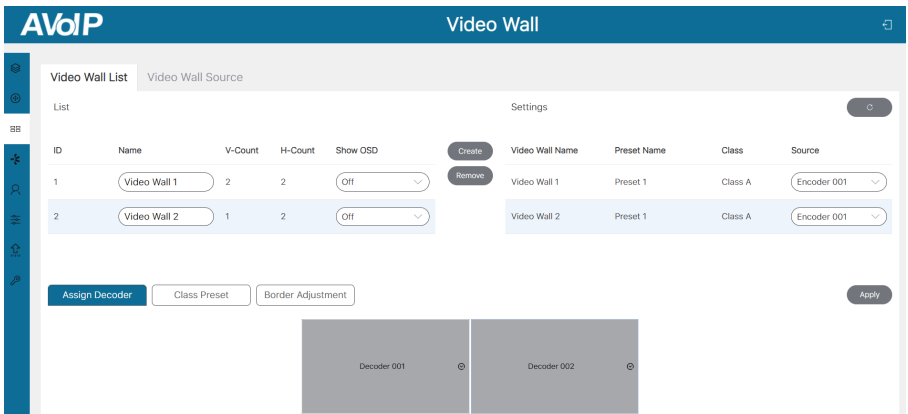 AVoIP Video Wall
Video Wall List Video Wall Source
List Settings
ID Name V-Count H-Count Show OSD Create Video Wall Name Preset Name Class Source
Remove
1 Video Wall 1 2 2 Off Video Wall 1 Preset 1 Class A Encoder 001
2 Video Wall 2 1 2 Off Video Wall 2 Preset 1 Class A Encoder 001
Assign Decoder Class Preset Border Adjustment Apply
Decoder 001 Decoder 002